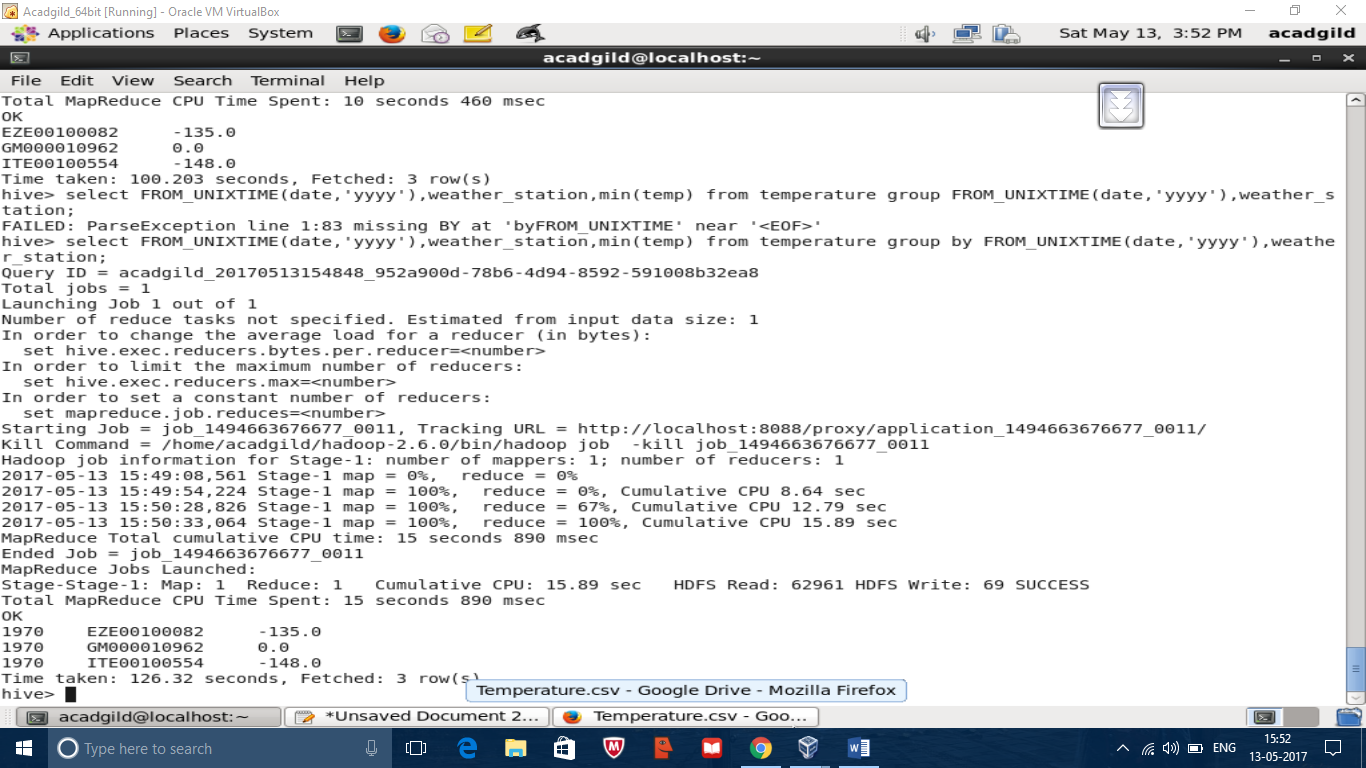 Acadgild_64bit [Running] - Oracle VM VirtualBox
Applications Places System Sat May 13, 3:52 PM acadgild
acadgild@localhost:~
File Edit View Search Terminal Help
Total MapReduce CPU Time Spent: 10 seconds 460 msec
OK
EZE00100082 -135.0
GM000010962 0.0
ITE00100554 -148.0
Time taken: 100.203 seconds, Fetched: 3 row(s)
hive> select FROM_UNIXTIME(date,'yyyy'),weather_station,min(temp) from temperature group FROM_UNIXTIME(date,'yyyy'),weather_s
tation;
FAILED: ParseException line 1:83 missing BY at 'byFROM_UNIXTIME' near '<EOF>'
hive> select FROM_UNIXTIME(date,'yyyy'),weather_station,min(temp) from temperature group by FROM_UNIXTIME(date,'yyyy'),weathe
r_station;
Query ID = acadgild_20170513154848_952a900d-78b6-4d94-8592-591008b32ea8
Total jobs = 1
Launching Job 1 out of 1
Number of reduce tasks not specified. Estimated from input data size: 1
In order to change the average load for a reducer (in bytes):
  set hive.exec.reducers.bytes.per.reducer=<number>
In order to limit the maximum number of reducers:
  set hive.exec.reducers.max=<number>
In order to set a constant number of reducers:
  set mapreduce.job.reduces=<number>
Starting Job = job_1494663676677_0011, Tracking URL = http://localhost:8088/proxy/application_1494663676677_0011/
Kill Command = /home/acadgild/hadoop-2.6.0/bin/hadoop job  -kill job_1494663676677_0011
Hadoop job information for Stage-1: number of mappers: 1; number of reducers: 1
2017-05-13 15:49:08,561 Stage-1 map = 0%,  reduce = 0%
2017-05-13 15:49:54,224 Stage-1 map = 100%,  reduce = 0%, Cumulative CPU 8.64 sec
2017-05-13 15:50:28,826 Stage-1 map = 100%,  reduce = 67%, Cumulative CPU 12.79 sec
2017-05-13 15:50:33,064 Stage-1 map = 100%,  reduce = 100%, Cumulative CPU 15.89 sec
MapReduce Total cumulative CPU time: 15 seconds 890 msec
Ended Job = job_1494663676677_0011
MapReduce Jobs Launched:
Stage-Stage-1: Map: 1  Reduce: 1   Cumulative CPU: 15.89 sec   HDFS Read: 62961 HDFS Write: 69 SUCCESS
Total MapReduce CPU Time Spent: 15 seconds 890 msec
OK
1970 EZE00100082 -135.0
1970 GM000010962 0.0
1970 ITE00100554 -148.0
Time taken: 126.32 seconds, Fetched: 3 row(s)
hive>
Temperature.csv - Google Drive - Mozilla Firefox
acadgild@localhost:~ *Unsaved Document 2... Temperature.csv - Goo...
Type here to search ENG 15:52
13-05-2017